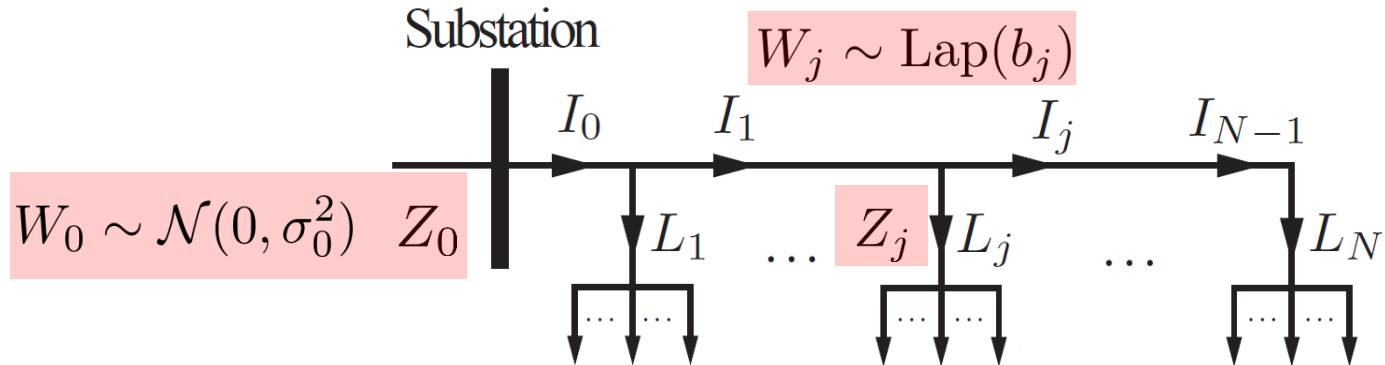 Substation
W_j ∼ Lap(b_j)
I_0 I_1 I_j I_{N−1}
W_0 ∼ 𝒩(0, σ_0^2) Z_0
L_1 ... Z_j L_j ... L_N
... ... ... ... ... ...